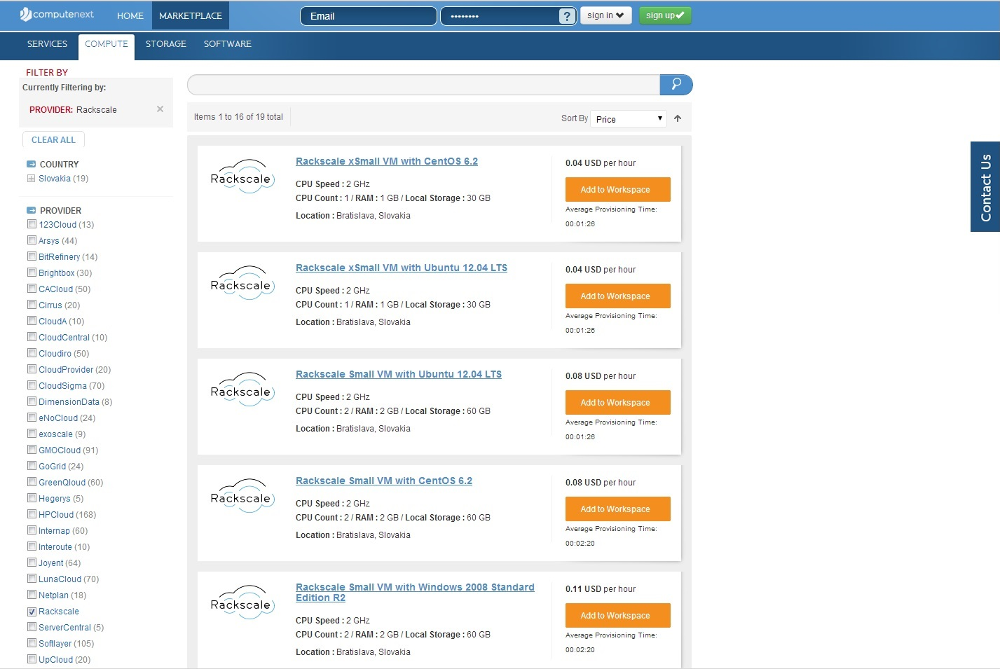 computenext
HOME
MARKETPLACE
Email
••••••••
?
sign in
sign up
SERVICES
COMPUTE
STORAGE
SOFTWARE
FILTER BY
Currently Filtering by:
PROVIDER: Rackscale
CLEAR ALL
COUNTRY
Slovakia (19)
PROVIDER
123Cloud (13)
Arsys (44)
BitRefinery (14)
Brightbox (30)
CACloud (50)
Cirrus (20)
CloudA (10)
CloudCentral (10)
Cloudiro (50)
CloudProvider (20)
CloudSigma (70)
DimensionData (8)
eNoCloud (24)
exoscale (9)
GMOCloud (91)
GoGrid (24)
GreenQloud (60)
Hegerys (5)
HPCloud (168)
Internap (60)
Interoute (10)
Joyent (64)
LunaCloud (70)
Netplan (18)
Rackscale
ServerCentral (5)
Softlayer (105)
UpCloud (20)
Items 1 to 16 of 19 total
Sort By Price
Rackscale
Rackscale xSmall VM with CentOS 6.2
CPU Speed : 2 GHz
CPU Count : 1 / RAM : 1 GB / Local Storage : 30 GB
Location : Bratislava, Slovakia
0.04 USD per hour
Add to Workspace
Average Provisioning Time:
00:01:26
Rackscale
Rackscale xSmall VM with Ubuntu 12.04 LTS
CPU Speed : 2 GHz
CPU Count : 1 / RAM : 1 GB / Local Storage : 30 GB
Location : Bratislava, Slovakia
0.04 USD per hour
Add to Workspace
Average Provisioning Time:
00:01:26
Rackscale
Rackscale Small VM with Ubuntu 12.04 LTS
CPU Speed : 2 GHz
CPU Count : 2 / RAM : 2 GB / Local Storage : 60 GB
Location : Bratislava, Slovakia
0.08 USD per hour
Add to Workspace
Average Provisioning Time:
00:01:26
Rackscale
Rackscale Small VM with CentOS 6.2
CPU Speed : 2 GHz
CPU Count : 2 / RAM : 2 GB / Local Storage : 60 GB
Location : Bratislava, Slovakia
0.08 USD per hour
Add to Workspace
Average Provisioning Time:
00:02:20
Rackscale
Rackscale Small VM with Windows 2008 Standard
Edition R2
CPU Speed : 2 GHz
CPU Count : 2 / RAM : 2 GB / Local Storage : 60 GB
Location : Bratislava, Slovakia
0.11 USD per hour
Add to Workspace
Average Provisioning Time:
00:02:20
Contact Us